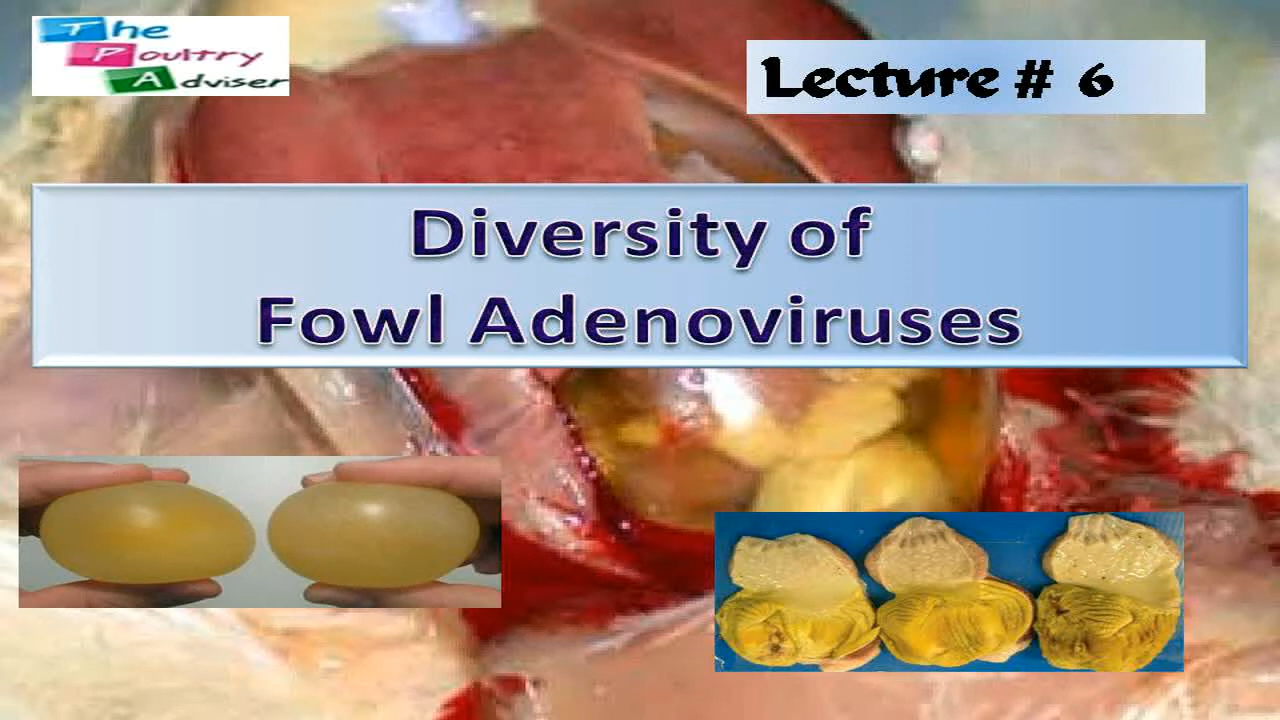 The
Poultry
Adviser
Lecture # 6
Diversity of
Fowl Adenoviruses